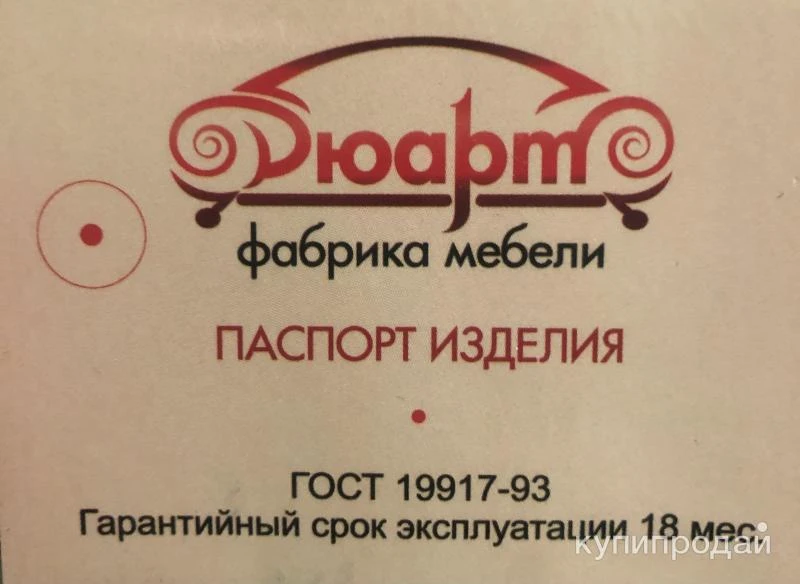 Дюарт
фабрика мебели
ПАСПОРТ ИЗДЕЛИЯ
ГОСТ 19917-93
Гарантийный срок эксплуатации 18 мес.
купипродай